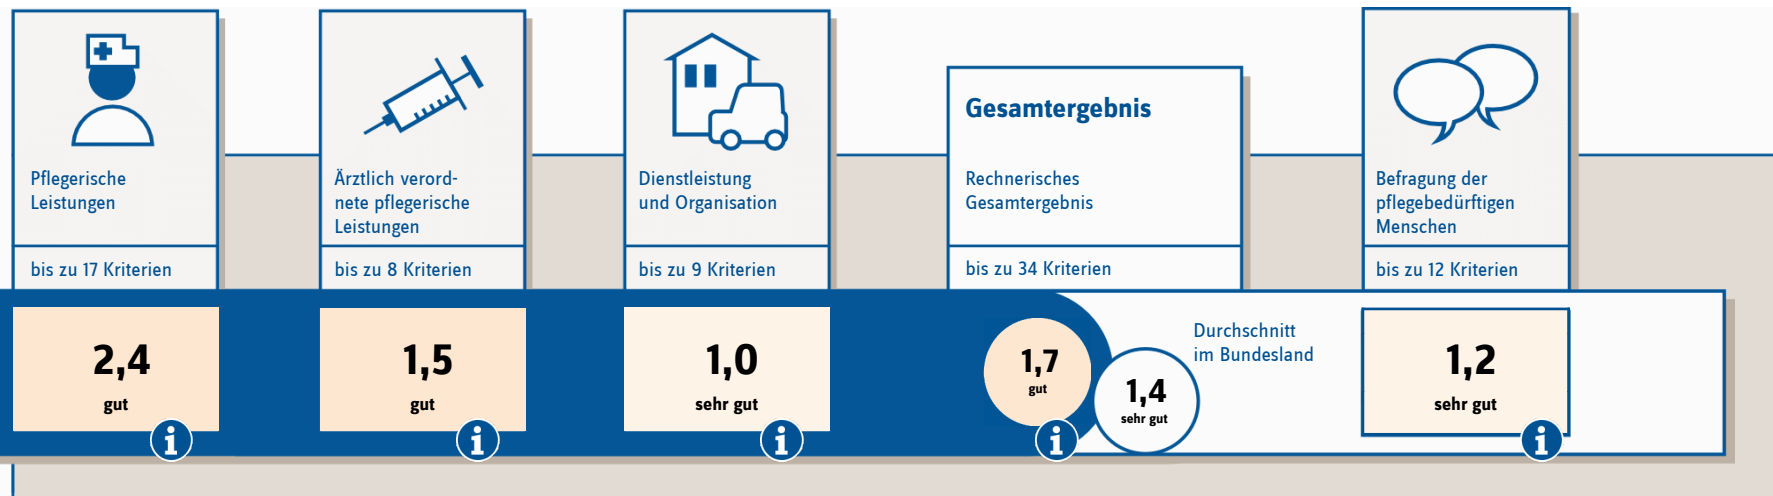 Pflegerische
Leistungen
bis zu 17 Kriterien
2,4
gut
i
Ärztlich verord-
nete pflegerische
Leistungen
bis zu 8 Kriterien
1,5
gut
i
Dienstleistung
und Organisation
bis zu 9 Kriterien
1,0
sehr gut
i
Gesamtergebnis
Rechnerisches
Gesamtergebnis
bis zu 34 Kriterien
1,7
gut
i
1,4
sehr gut
Durchschnitt
im Bundesland
Befragung der
pflegebedürftigen
Menschen
bis zu 12 Kriterien
1,2
sehr gut
i